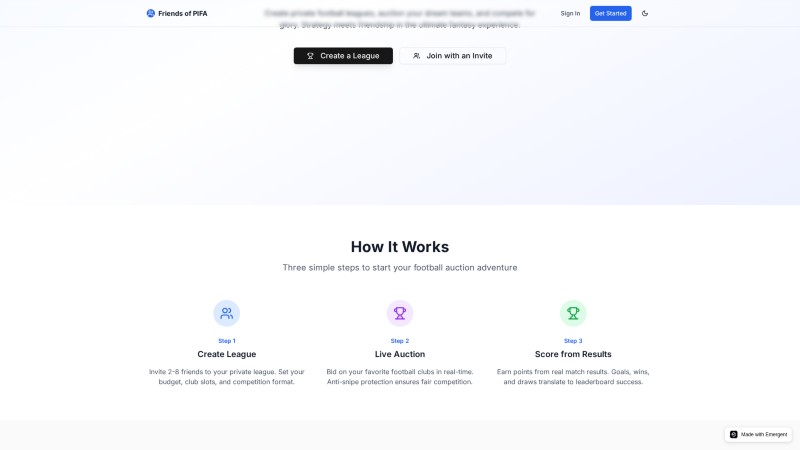 Friends of PIFA
Sign In
Get Started
Create private football leagues, auction your dream teams, and compete for
glory. Strategy meets friendship in the ultimate fantasy experience.
Create a League
Join with an Invite
How It Works
Three simple steps to start your football auction adventure
Step 1
Create League
Invite 2-8 friends to your private league. Set your
budget, club slots, and competition format.
Step 2
Live Auction
Bid on your favorite football clubs in real-time.
Anti-snipe protection ensures fair competition.
Step 3
Score from Results
Earn points from real match results. Goals, wins,
and draws translate to leaderboard success.
Made with Emergent